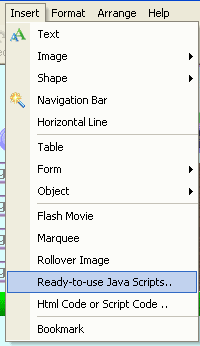 Insert Format Arrange Help
Text
Image
Shape
Navigation Bar
Horizontal Line
Table
Form
Object
Flash Movie
Marquee
Rollover Image
Ready-to-use Java Scripts..
Html Code or Script Code ..
Bookmark